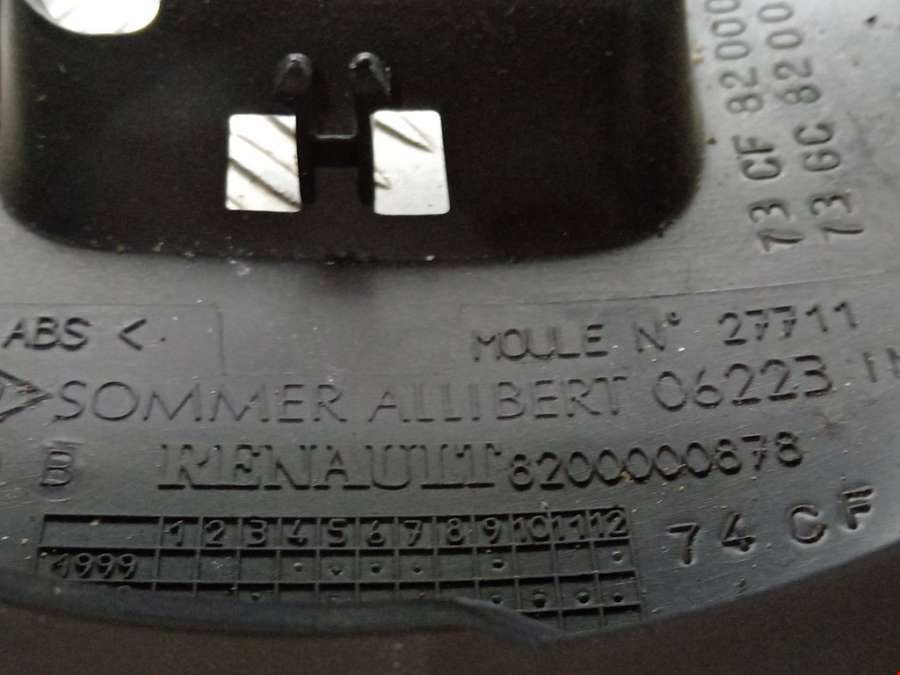 73 CF 82000
73 GC 8200
ABS <
MOULE N° 27711
SOMMER ALLIBERT 06223
B RENAULT 8200000878
1 2 3 4 5 6 7 8 9 10 11 12
1999
74 CF